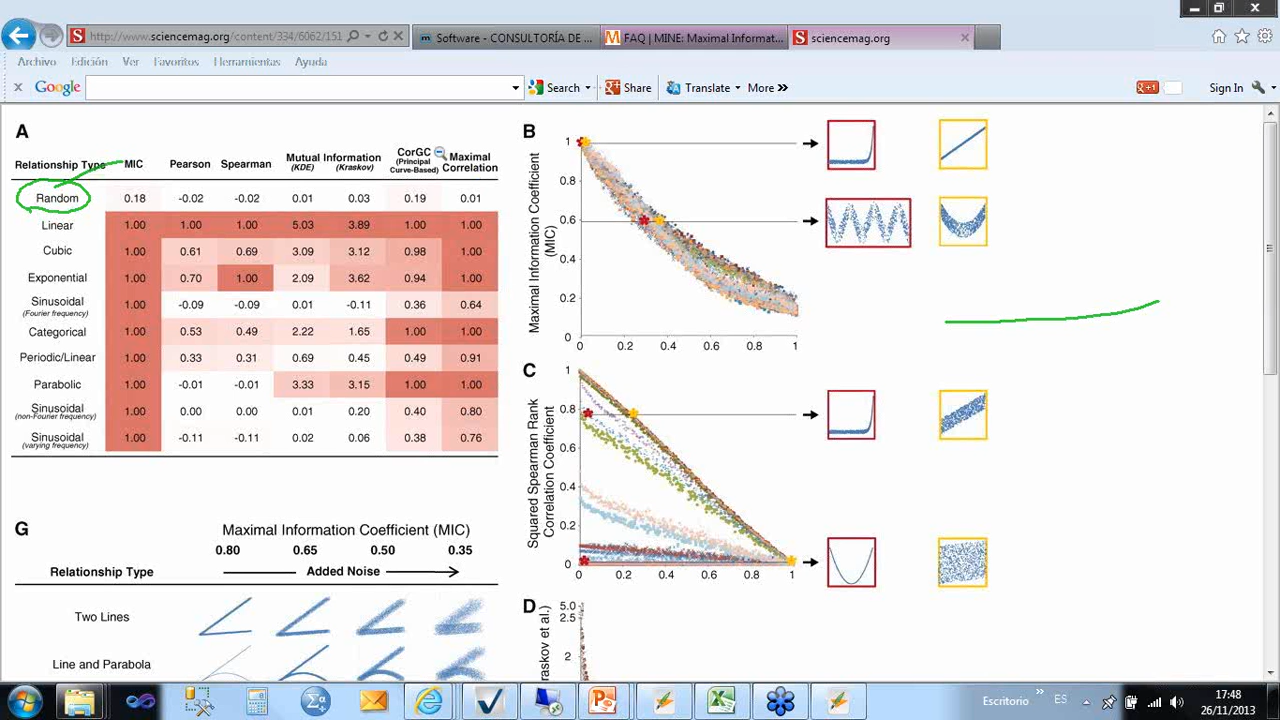 http://www.sciencemag.org/content/334/6062/151
Software - CONSULTORÍA DE ...
FAQ | MINE: Maximal Informat...
sciencemag.org
Archivo Edición Ver Favoritos Herramientas Ayuda
Google Search Share Translate More » +1 Sign In
A
Relationship Type MIC Pearson Spearman Mutual Information (KDE) (Kraskov) CorGC (Principal Curve-Based) Maximal Correlation
Random 0.18 -0.02 -0.02 0.01 0.03 0.19 0.01
Linear 1.00 1.00 1.00 5.03 3.89 1.00 1.00
Cubic 1.00 0.61 0.69 3.09 3.12 0.98 1.00
Exponential 1.00 0.70 1.00 2.09 3.62 0.94 1.00
Sinusoidal (Fourier frequency) 1.00 -0.09 -0.09 0.01 -0.11 0.36 0.64
Categorical 1.00 0.53 0.49 2.22 1.65 1.00 1.00
Periodic/Linear 1.00 0.33 0.31 0.69 0.45 0.49 0.91
Parabolic 1.00 -0.01 -0.01 3.33 3.15 1.00 1.00
Sinusoidal (non-Fourier frequency) 1.00 0.00 0.00 0.01 0.20 0.40 0.80
Sinusoidal (varying frequency) 1.00 -0.11 -0.11 0.02 0.06 0.38 0.76
B
Maximal Information Coefficient (MIC)
1
0.8
0.6
0.4
0.2
0
0 0.2 0.4 0.6 0.8 1
C
Squared Spearman Rank Correlation Coefficient
1
0.8
0.6
0.4
0.2
0
0 0.2 0.4 0.6 0.8 1
D
raskov et al.)
5.0
2.5
2
G
Maximal Information Coefficient (MIC)
0.80 0.65 0.50 0.35
Relationship Type Added Noise
Two Lines
Line and Parabola
Escritorio » ES
17:48
26/11/2013